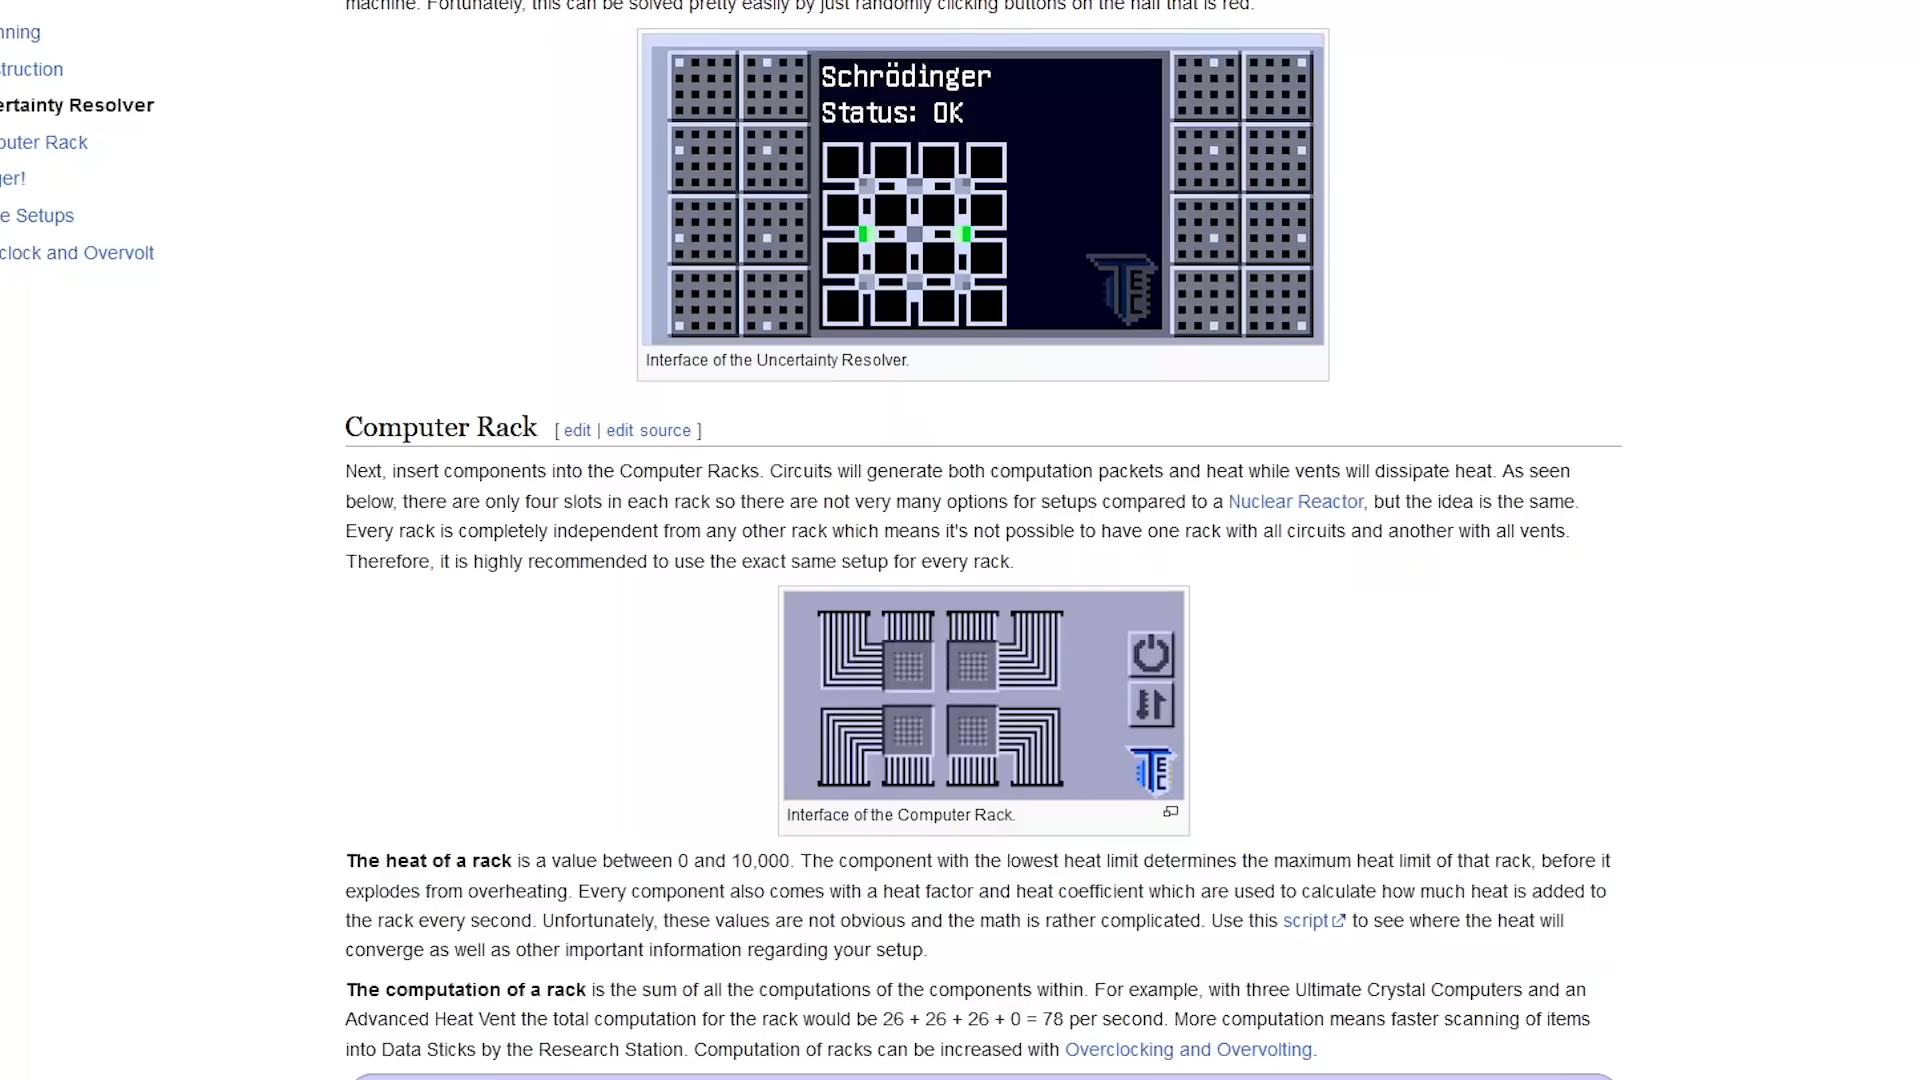 machine. Fortunately, this can be solved pretty easily by just randomly clicking buttons on the half that is red.
Schrödinger
Status: OK
Interface of the Uncertainty Resolver.
nning
truction
ertainty Resolver
puter Rack
ger!
e Setups
clock and Overvolt
Computer Rack [ edit | edit source ]
Next, insert components into the Computer Racks. Circuits will generate both computation packets and heat while vents will dissipate heat. As seen
below, there are only four slots in each rack so there are not very many options for setups compared to a Nuclear Reactor, but the idea is the same.
Every rack is completely independent from any other rack which means it's not possible to have one rack with all circuits and another with all vents.
Therefore, it is highly recommended to use the exact same setup for every rack.
TEC
Interface of the Computer Rack.
The heat of a rack is a value between 0 and 10,000. The component with the lowest heat limit determines the maximum heat limit of that rack, before it
explodes from overheating. Every component also comes with a heat factor and heat coefficient which are used to calculate how much heat is added to
the rack every second. Unfortunately, these values are not obvious and the math is rather complicated. Use this script to see where the heat will
converge as well as other important information regarding your setup.
The computation of a rack is the sum of all the computations of the components within. For example, with three Ultimate Crystal Computers and an
Advanced Heat Vent the total computation for the rack would be 26 + 26 + 26 + 0 = 78 per second. More computation means faster scanning of items
into Data Sticks by the Research Station. Computation of racks can be increased with Overclocking and Overvolting.